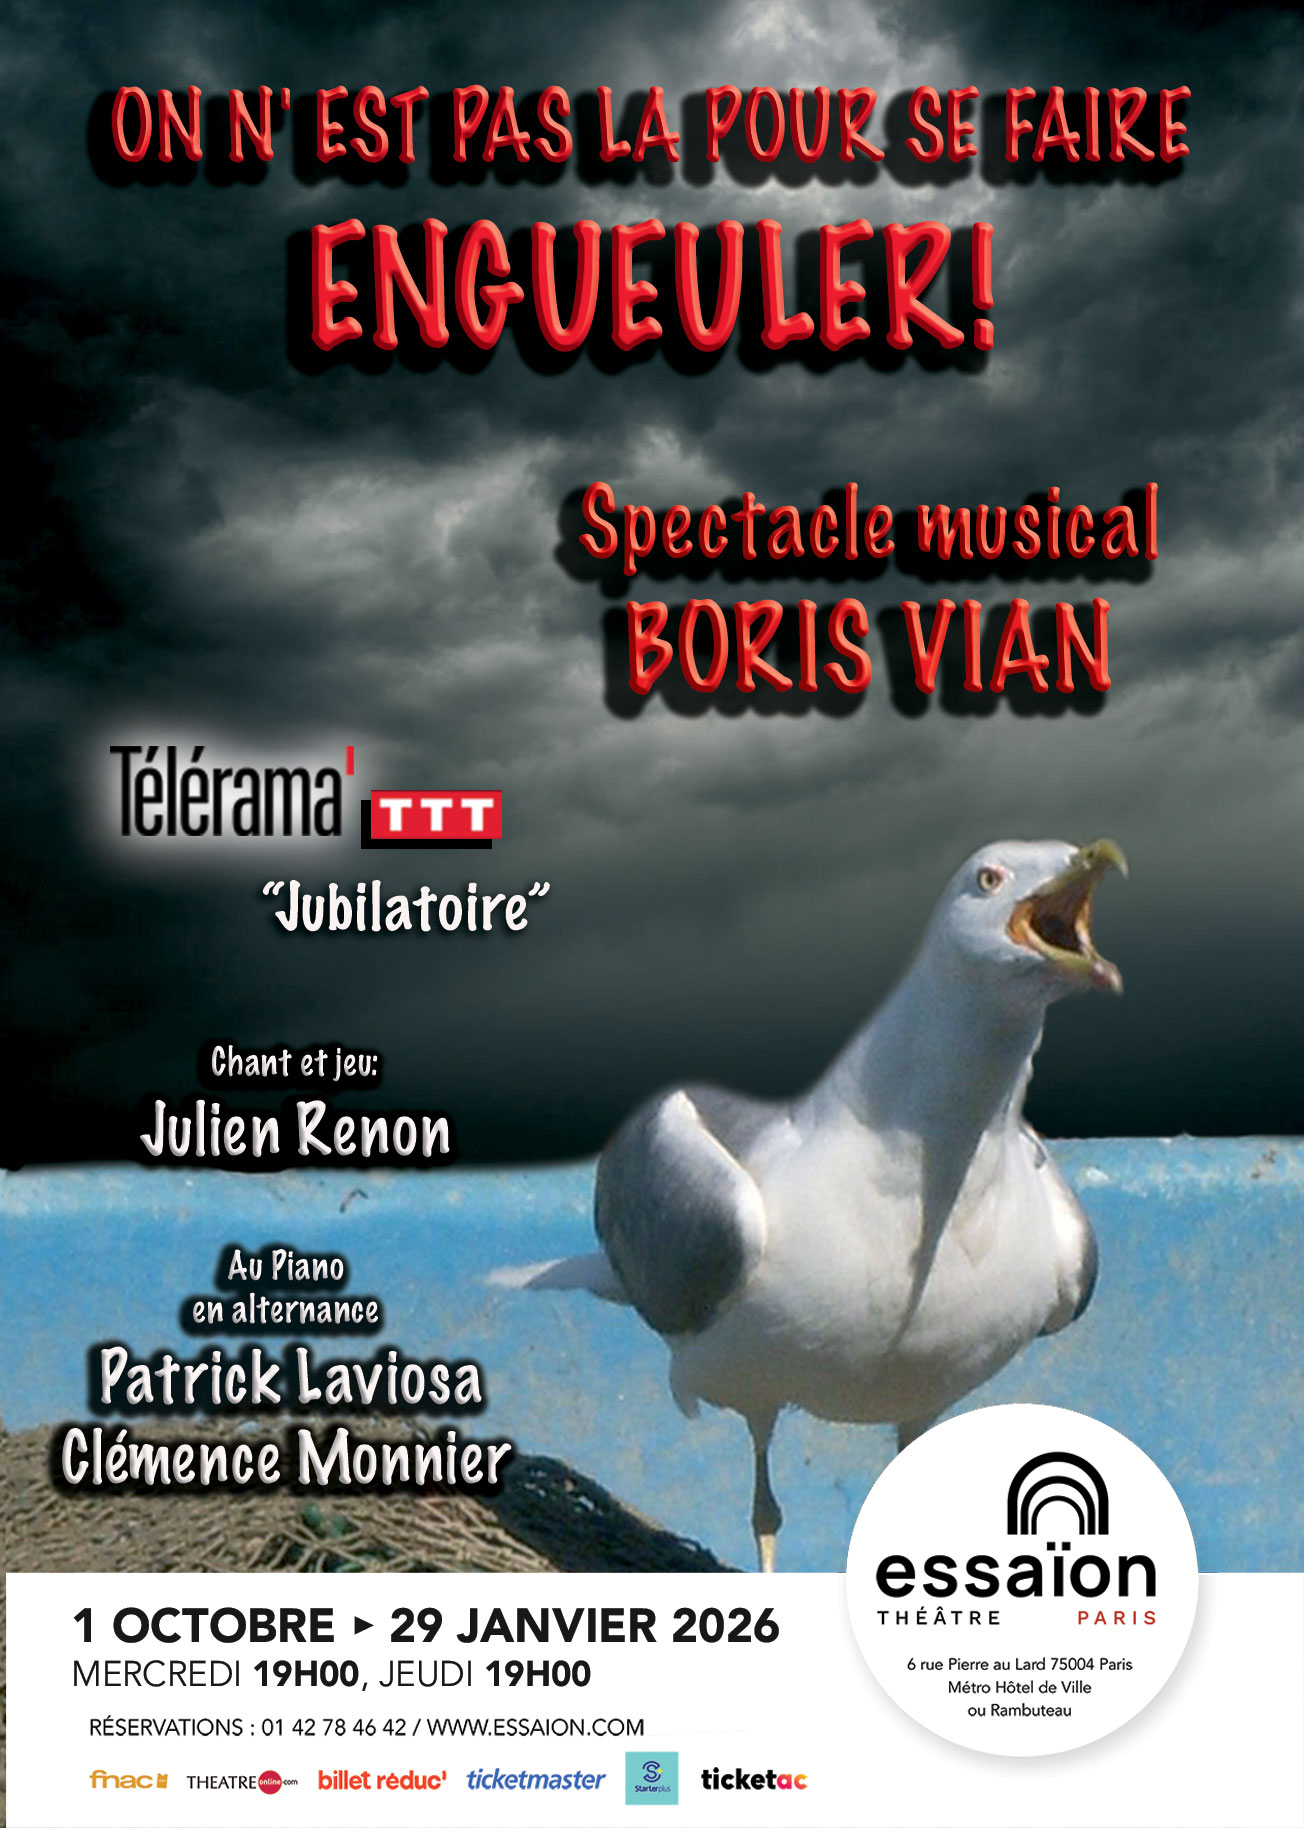 ON N' EST PAS LA POUR SE FAIRE
ENGUEULER!
Spectacle musical
BORIS VIAN
Télérama' TTT
“Jubilatoire”
Chant et jeu:
Julien Renon
Au Piano
en alternance
Patrick Laviosa
Clémence Monnier
essaïon
THÉÂTRE PARIS
6 rue Pierre au Lard 75004 Paris
Métro Hôtel de Ville
ou Rambuteau
1 OCTOBRE ▸ 29 JANVIER 2026
MERCREDI 19H00, JEUDI 19H00
RÉSERVATIONS : 01 42 78 46 42 / WWW.ESSAION.COM
fnac THEATRE online.com billet réduc' ticketmaster S Starterplus ticketac